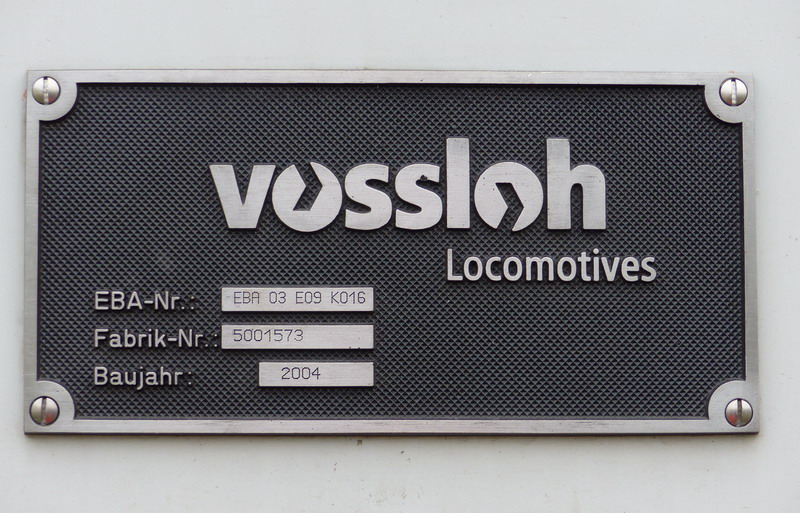 vossloh
Locomotives
EBA-Nr.: EBA 03 E09 K016
Fabrik-Nr.: 5001573
Baujahr: 2004